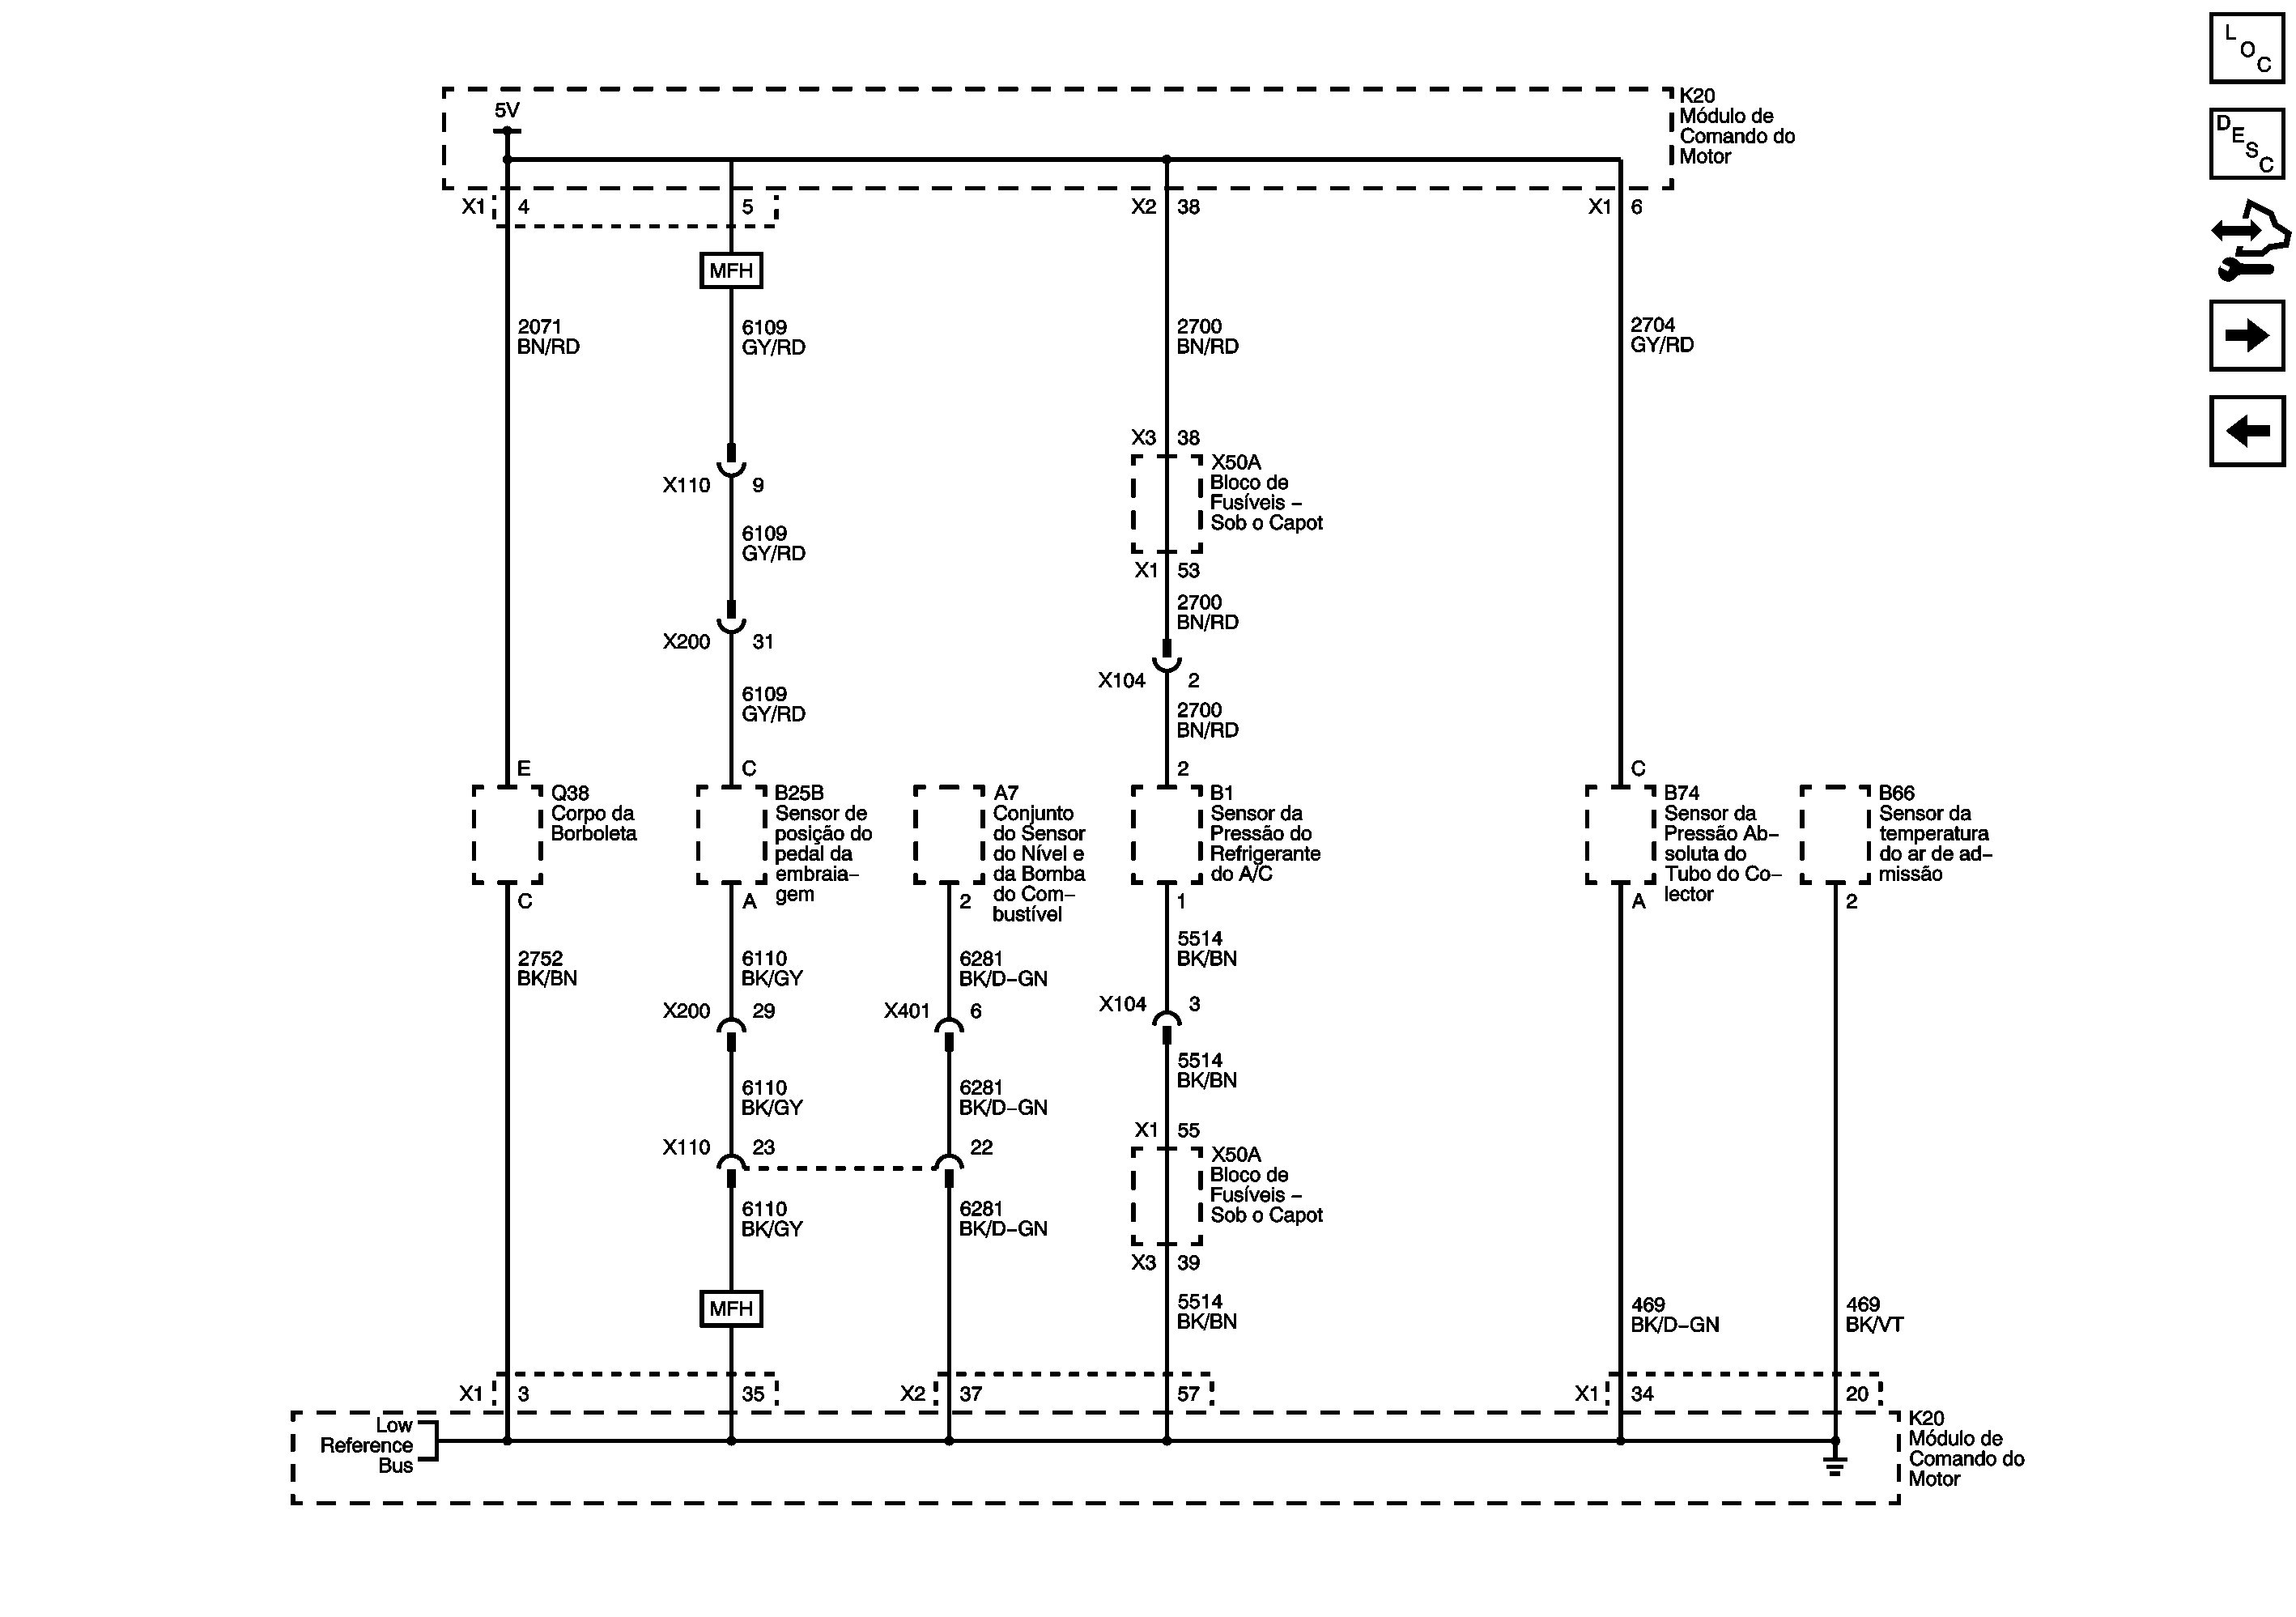 L
O
C
D
E
S
C
5V
K20
Módulo de
Comando do
Motor
X1 4 5 X2 38 X1 6
MFH
2071
BN/RD
6109
GY/RD
2700
BN/RD
2704
GY/RD
X3 38
X50A
Bloco de
Fusíveis –
Sob o Capot
X110 9
6109
GY/RD
X1 53
2700
BN/RD
X200 31
X104 2
6109
GY/RD
2700
BN/RD
E C 2 C
Q38
Corpo da
Borboleta
C
B25B
Sensor de
posição do
pedal da
embraia–
gem
A
A7
Conjunto
do Sensor
do Nível e
da Bomba
do Com–
bustível
2
B1
Sensor da
Pressão do
Refrigerante
do A/C
1
B74
Sensor da
Pressão Ab–
soluta do
Tubo do Co–
lector
A
B66
Sensor da
temperatura
do ar de ad–
missão
2
2752
BK/BN
6110
BK/GY
6281
BK/D–GN
5514
BK/BN
X200 29 X401 6 X104 3
6110
BK/GY
6281
BK/D–GN
5514
BK/BN
X110 23 22 X1 55
X50A
Bloco de
Fusíveis –
Sob o Capot
6110
BK/GY
6281
BK/D–GN
X3 39
MFH
5514
BK/BN
469
BK/D–GN
469
BK/VT
X1 3 35 X2 37 57 X1 34 20
Low
Reference
Bus
K20
Módulo de
Comando do
Motor